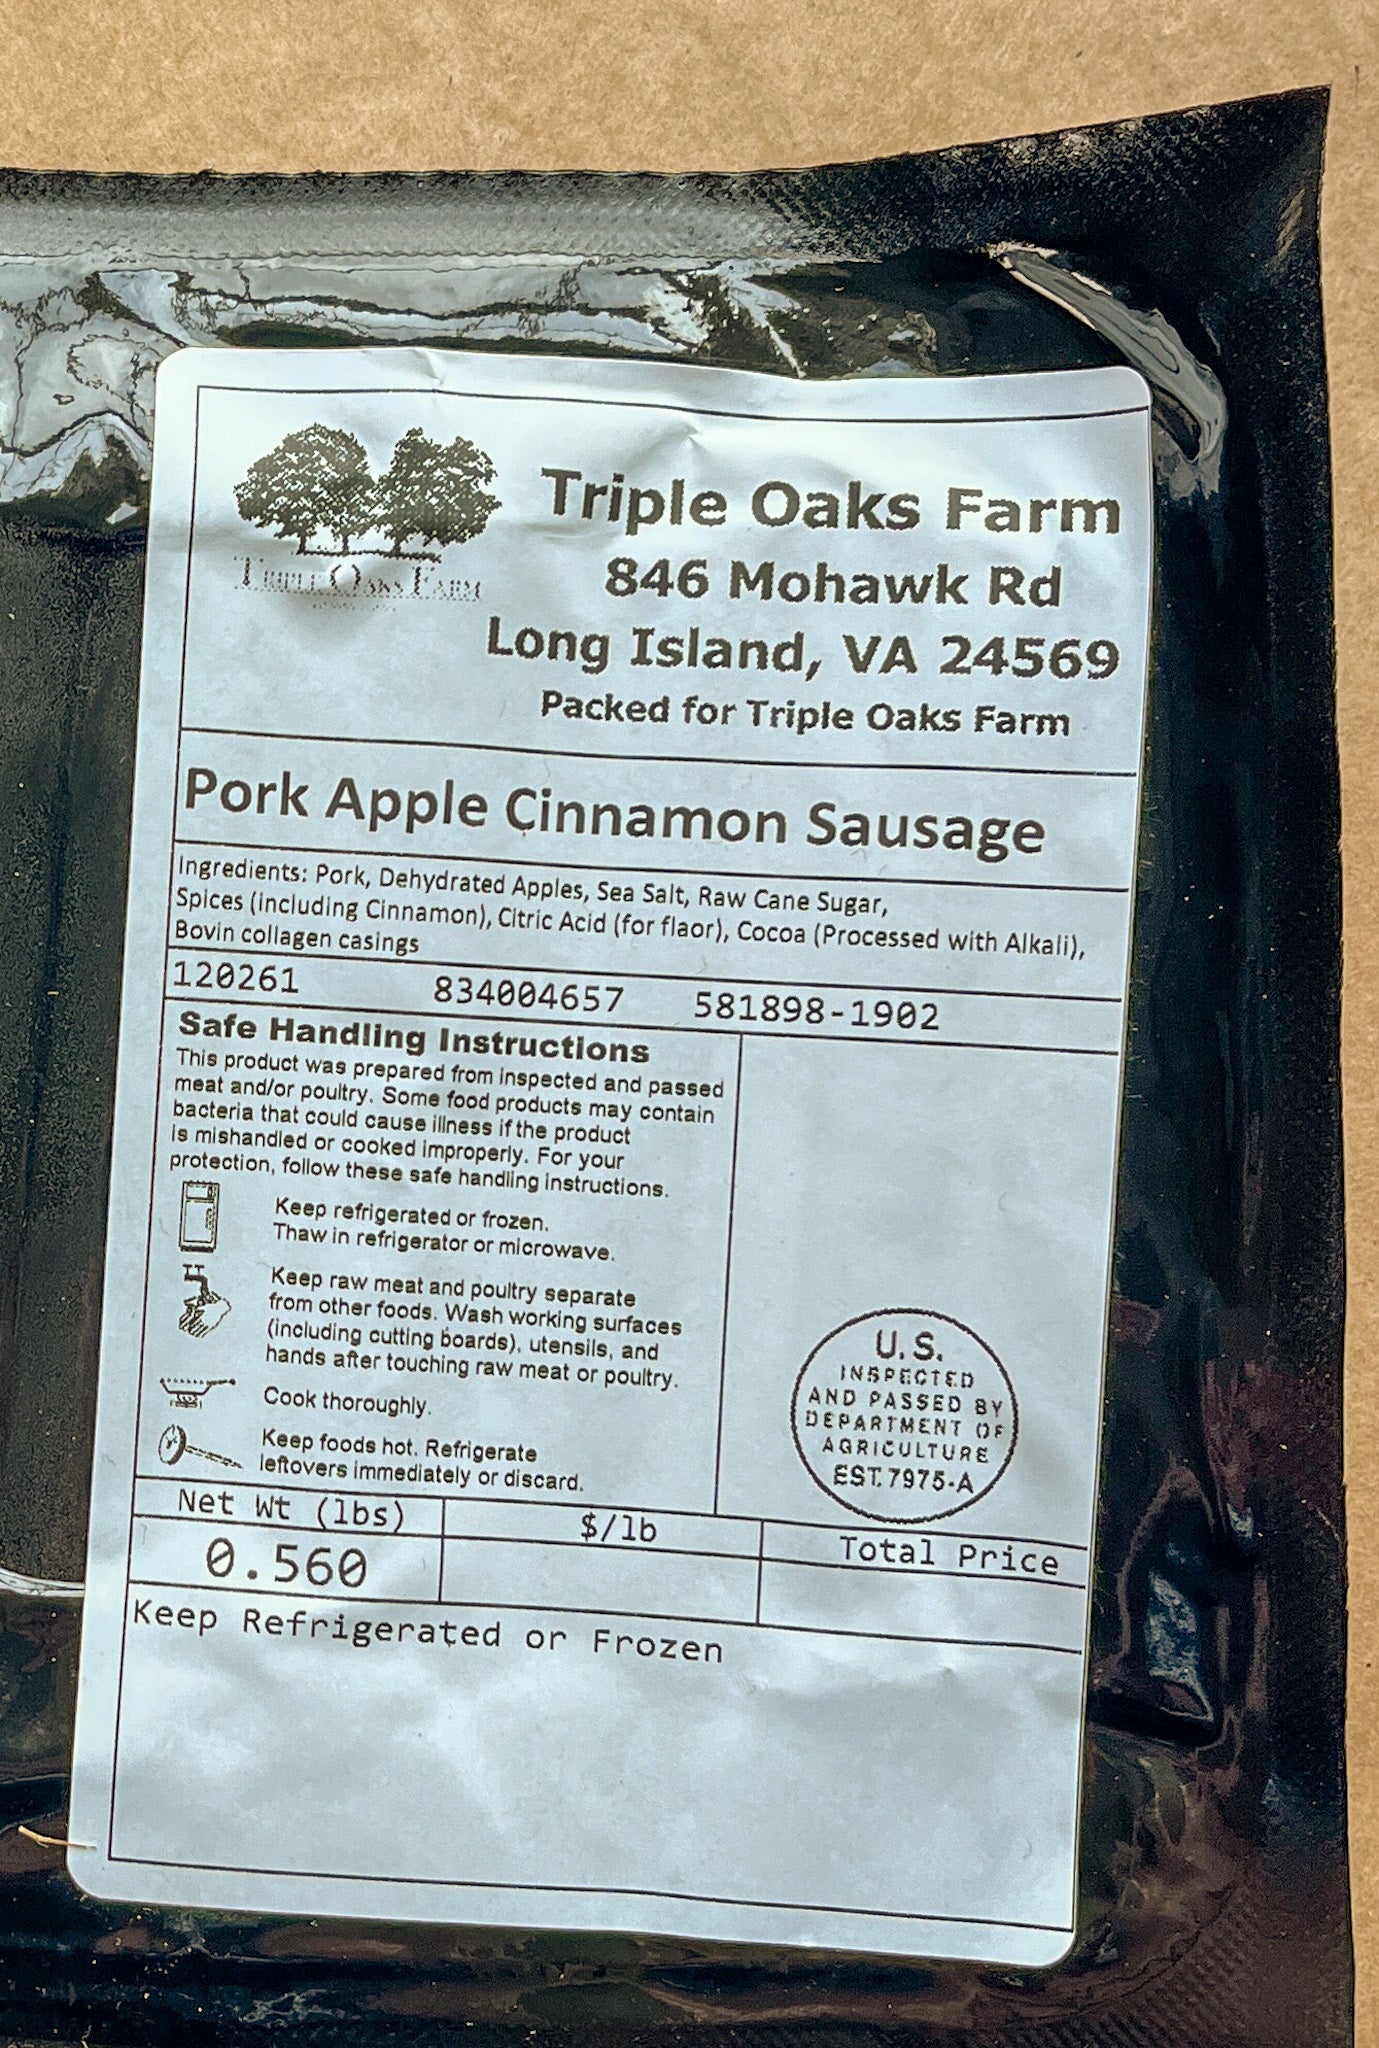 Triple Oaks Farm
Triple Oaks Farm
846 Mohawk Rd
Long Island, VA 24569
Packed for Triple Oaks Farm
Pork Apple Cinnamon Sausage
Ingredients: Pork, Dehydrated Apples, Sea Salt, Raw Cane Sugar,
Spices (including Cinnamon), Citric Acid (for flaor), Cocoa (Processed with Alkali),
Bovin collagen casings
120261 834004657 581898-1902
Safe Handling Instructions
This product was prepared from inspected and passed
meat and/or poultry. Some food products may contain
bacteria that could cause illness if the product
is mishandled or cooked improperly. For your
protection, follow these safe handling instructions.
Keep refrigerated or frozen.
Thaw in refrigerator or microwave.
Keep raw meat and poultry separate
from other foods. Wash working surfaces
(including cutting boards), utensils, and
hands after touching raw meat or poultry.
Cook thoroughly.
Keep foods hot. Refrigerate
leftovers immediately or discard.
U.S.
INSPECTED
AND PASSED BY
DEPARTMENT OF
AGRICULTURE
EST. 7975-A
Net Wt (lbs) $/lb Total Price
0.560
Keep Refrigerated or Frozen